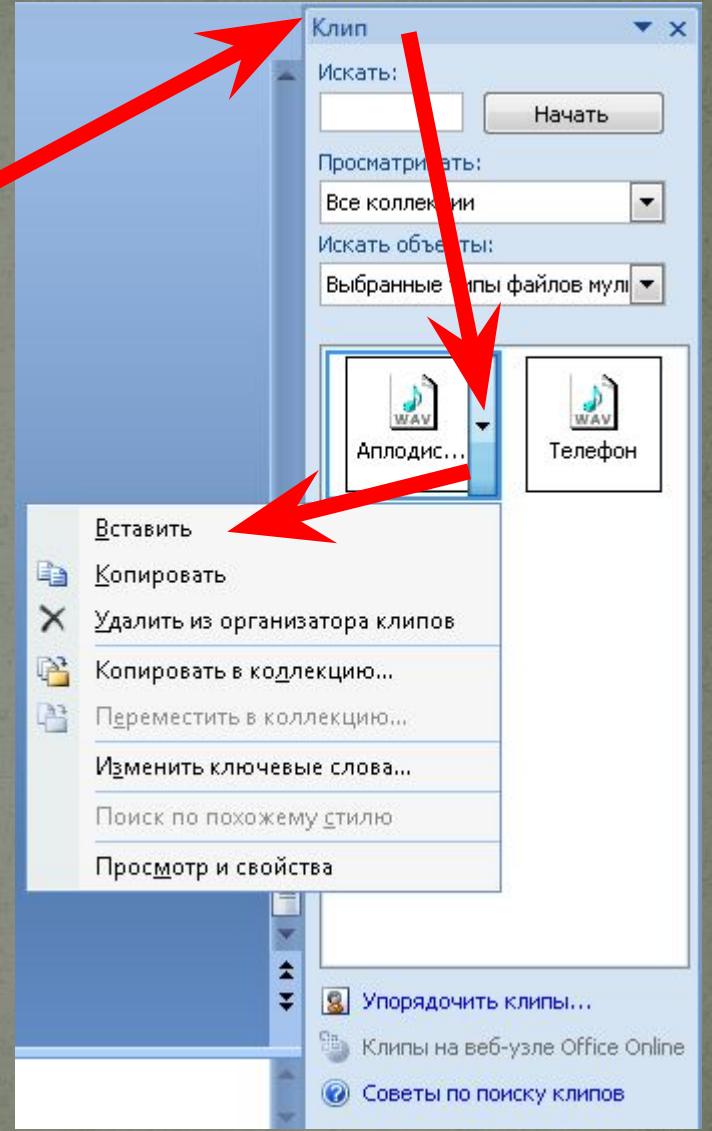 Клип
Искать:
Начать
Просматривать:
Все коллекции
Искать объекты:
Выбранные типы файлов мул
WAV
WAV
Аплодис...
Телефон
Вставить
Копировать
Удалить из организатора клипов
Копировать в коллекцию...
Переместить в коллекцию...
Изменить ключевые слова...
Поиск по похожему стилю
Просмотр и свойства
Упорядочить клипы...
Клипы на веб-узле Office Online
Советы по поиску клипов